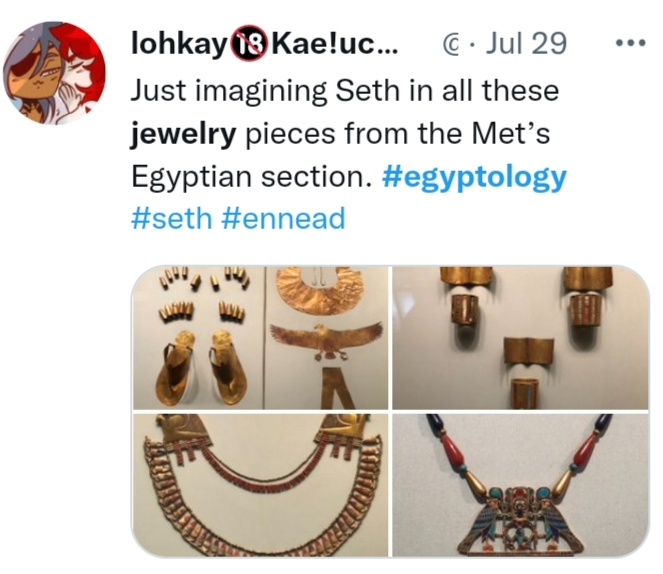 lohkay🔞Kae!uc... @ · Jul 29
Just imagining Seth in all these
jewelry pieces from the Met’s
Egyptian section. #egyptology
#seth #ennead